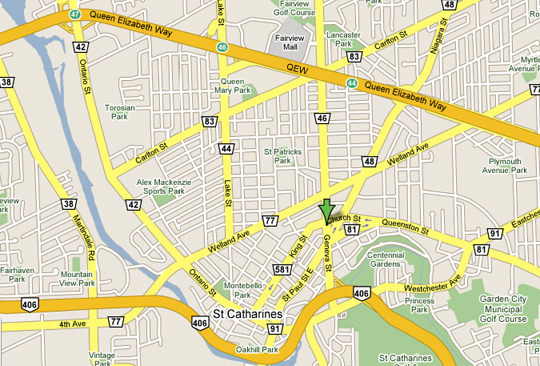 47
Queen Elizabeth Way
42
Ontario St
38
Lake St
46
Fairview
Golf Course
Fairview
Mall
Lancaster
Park
Carlton St
83
Niagara St
48
QEW
44
Queen Elizabeth Way
Myrtle
Avenue Park
77
Queen
Mary Park
Torosian
Park
83
Carlton St
44
46
St Patricks
Park
48
Welland Ave
Plymouth
Avenue Park
Alex Mackenzie
Sports Park
42
Lake St
38
Martindale Rd
77
Welland Ave
Church St
81
Queenston St
91
81
King St
Geneva St
Centennial
Gardens
Fairhaven
Park
Mountain
View Park
Ontario St
581
Montebello
Park
St Paul St E
406
Westchester Ave
Princess
Park
Garden City
Municipal
Golf Course
406
4th Ave
77
406
St Catharines
91
Oakhill Park
Vintage
Park
St Catharines